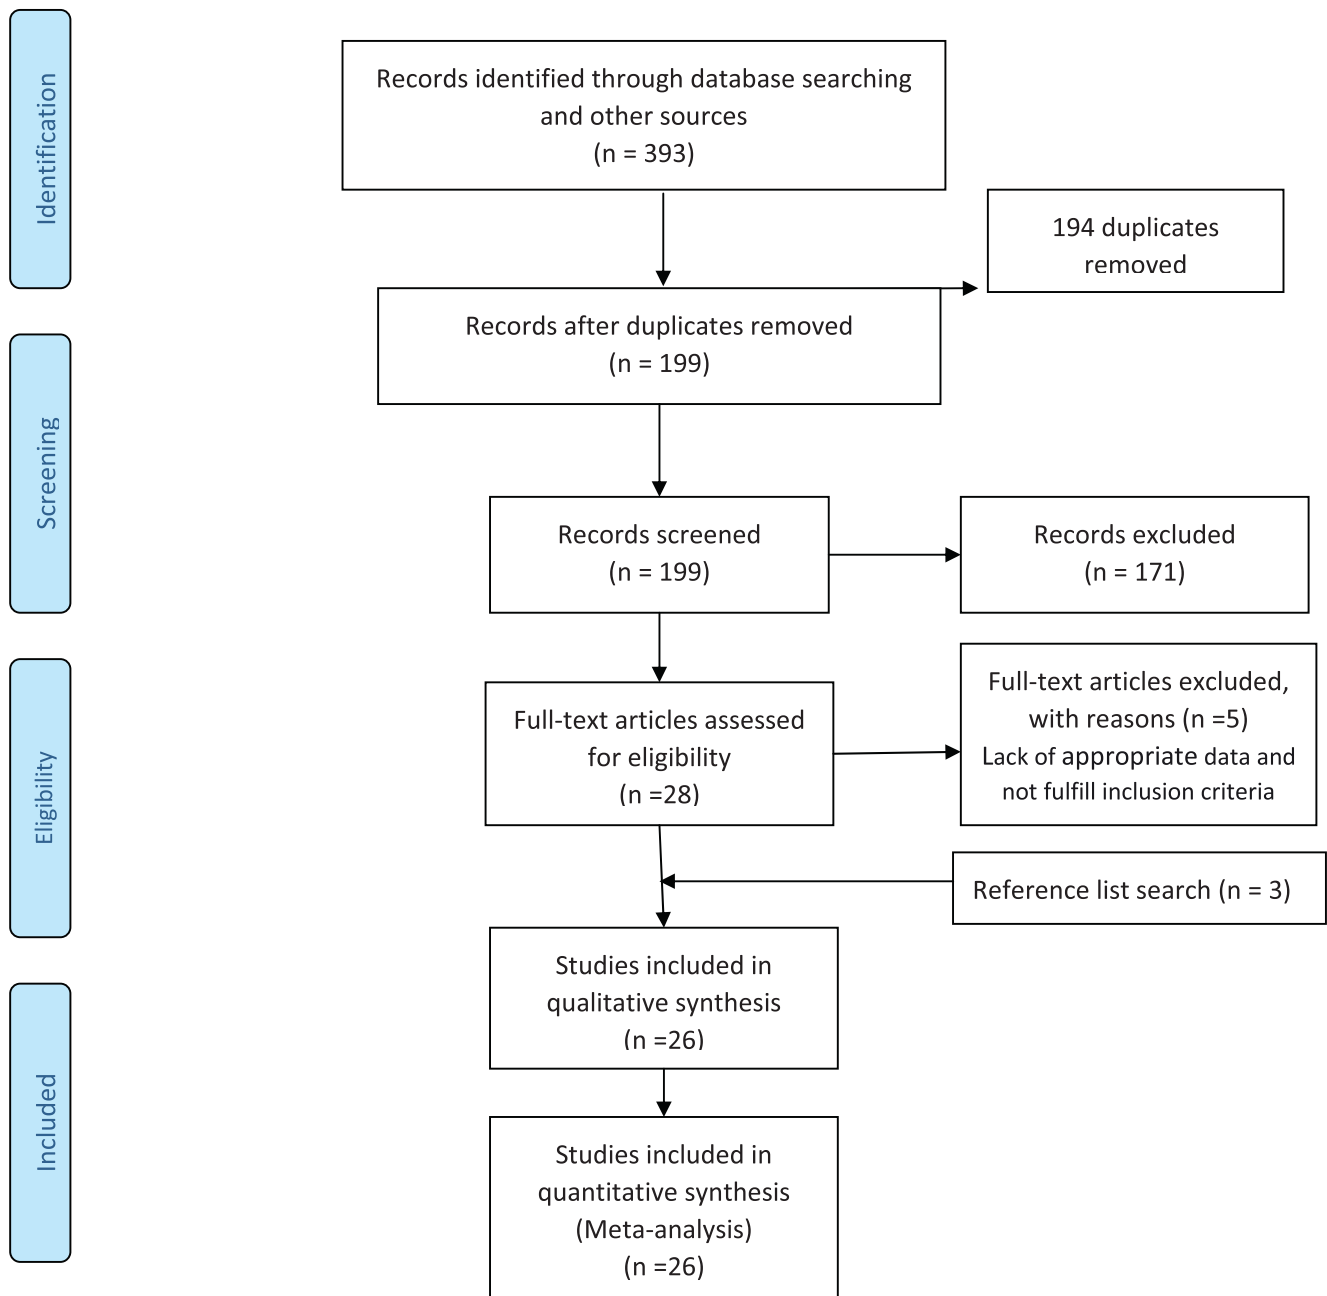 Identification
Records identified through database searching
and other sources
(n = 393)
194 duplicates
removed
Records after duplicates removed
(n = 199)
Screening
Records screened
(n = 199)
Records excluded
(n = 171)
Eligibility
Full-text articles assessed
for eligibility
(n =28)
Full-text articles excluded,
with reasons (n =5)
Lack of appropriate data and
not fulfill inclusion criteria
Reference list search (n = 3)
Studies included in
qualitative synthesis
(n =26)
Included
Studies included in
quantitative synthesis
(Meta-analysis)
(n =26)